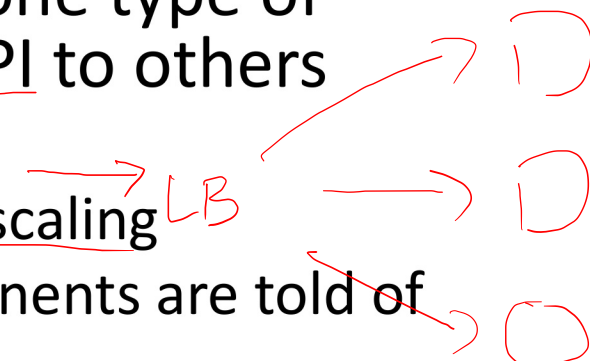 one type of
PI to others
D
LB
D
scaling
nents are told of
D